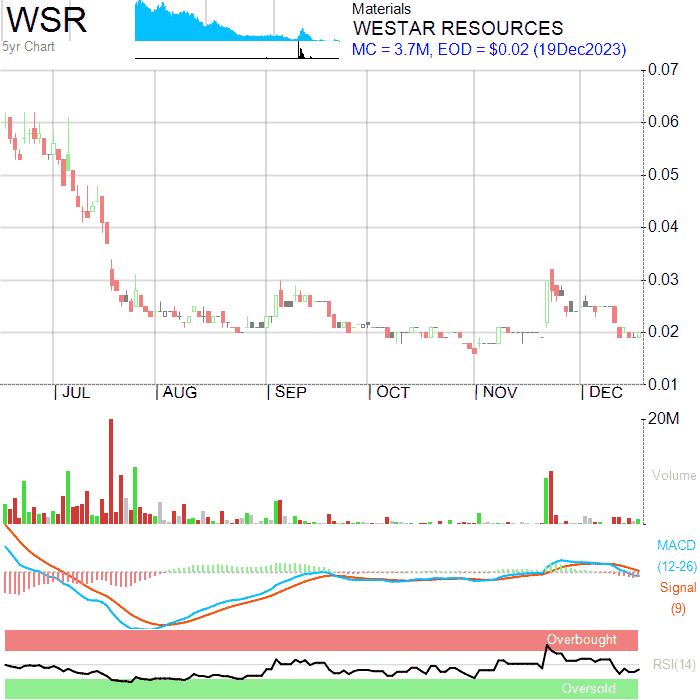 WSR
5yr Chart
Materials
WESTAR RESOURCES
MC = 3.7M, EOD = $0.02 (19Dec2023)
0.07
0.06
0.05
0.04
0.03
0.02
0.01
JUL
AUG
SEP
OCT
NOV
DEC
20M
Volume
MACD
(12-26)
Signal
(9)
Overbought
RSI(14)
Oversold